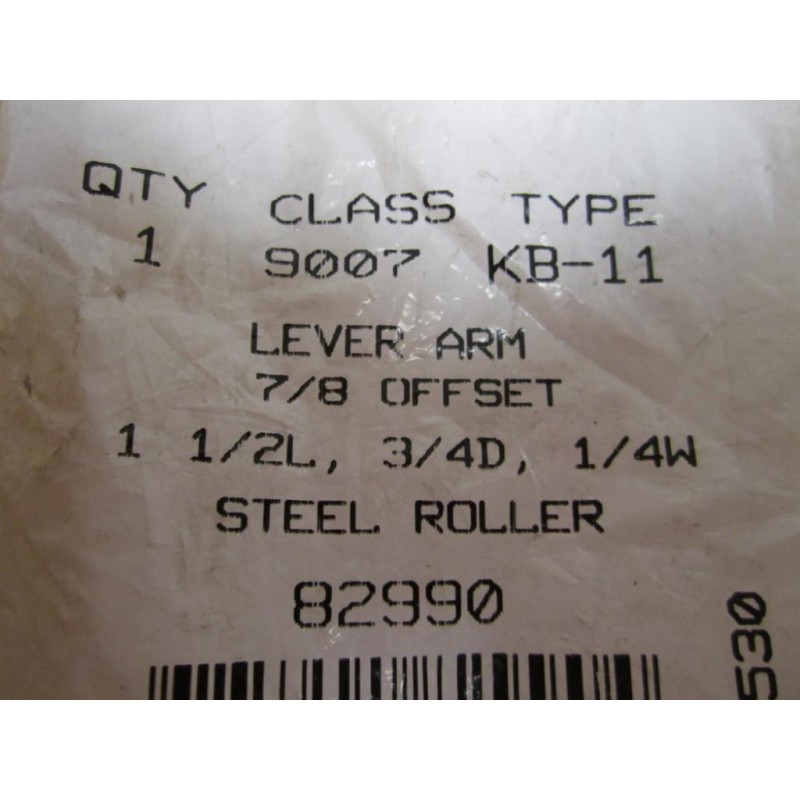 QTY CLASS TYPE
1 9007 KB-11
LEVER ARM
7/8 OFFSET
1 1/2L, 3/4D, 1/4W
STEEL ROLLER
82990
530